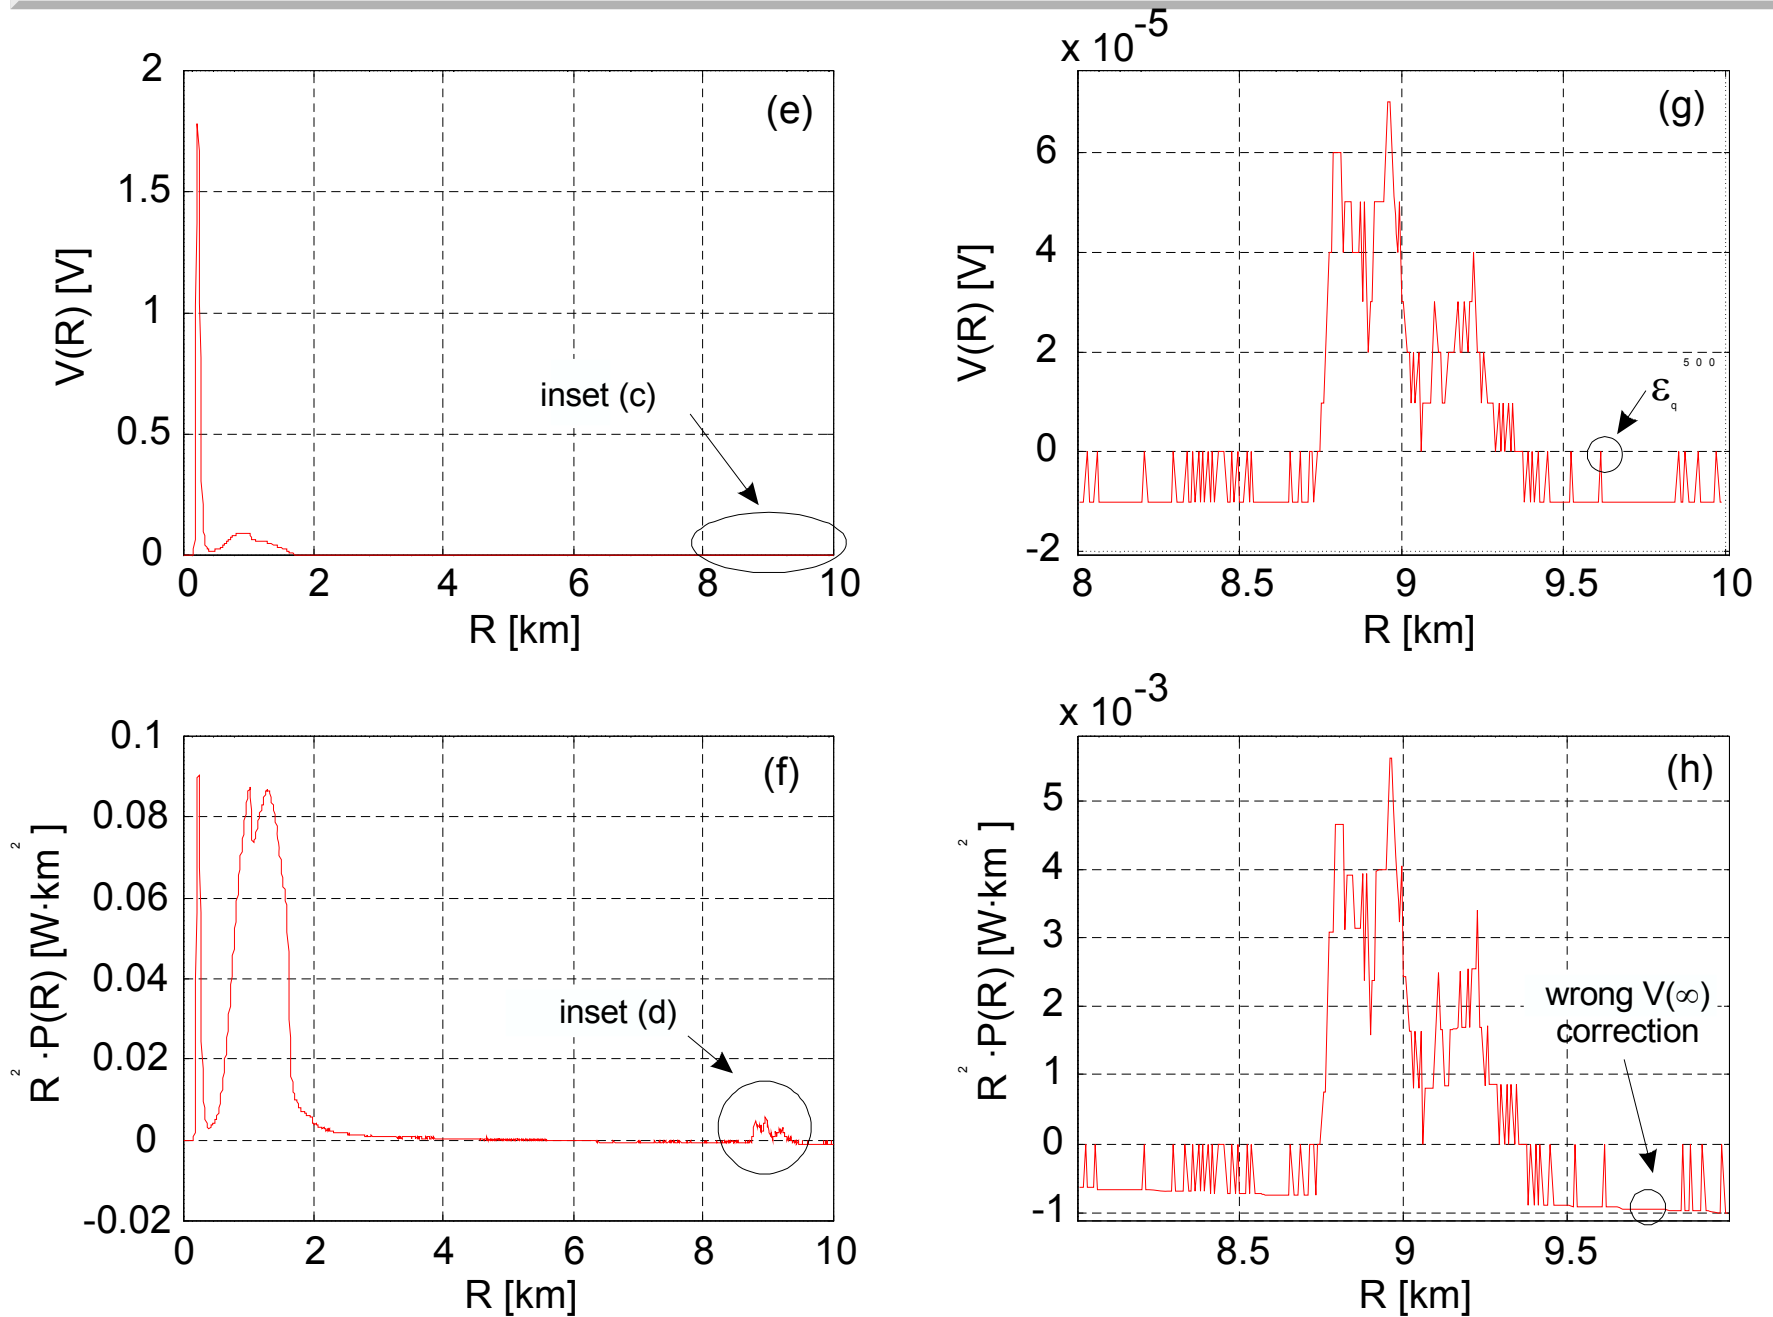 (e)
2
1.5
1
0.5
0
V(R) [V]
inset (c)
0 2 4 6 8 10
R [km]
x 10-5
(g)
6
4
2
0
-2
V(R) [V]
500
εq
8 8.5 9 9.5 10
R [km]
(f)
0.1
0.08
0.06
0.04
0.02
0
-0.02
R2 ·P(R) [W·km2]
inset (d)
0 2 4 6 8 10
R [km]
x 10-3
(h)
5
4
3
2
1
0
-1
R2 ·P(R) [W·km2]
wrong V(∞)
correction
8.5 9 9.5
R [km]